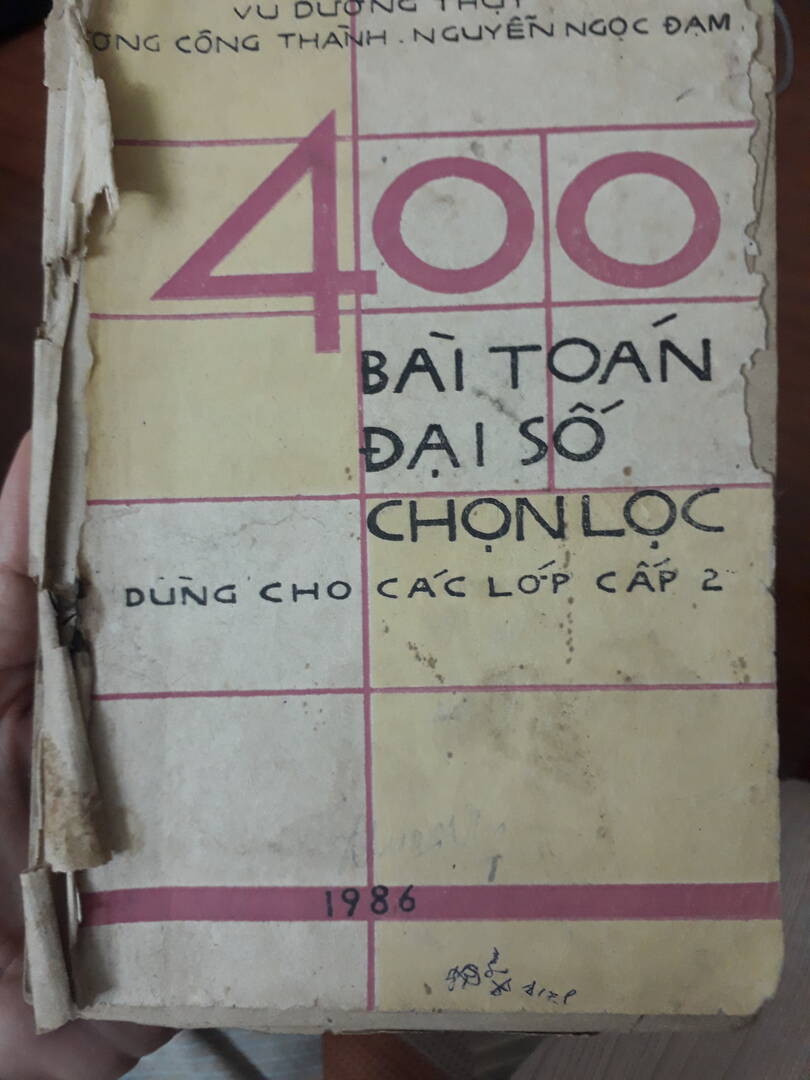 VŨ DƯƠNG THỤY
CÔNG THÀNH . NGUYỄN NGỌC ĐẠM
400
BÀI TOÁN
ĐẠI SỐ
CHỌN LỌC
DÙNG CHO CÁC LỚP CẤP 2
1986